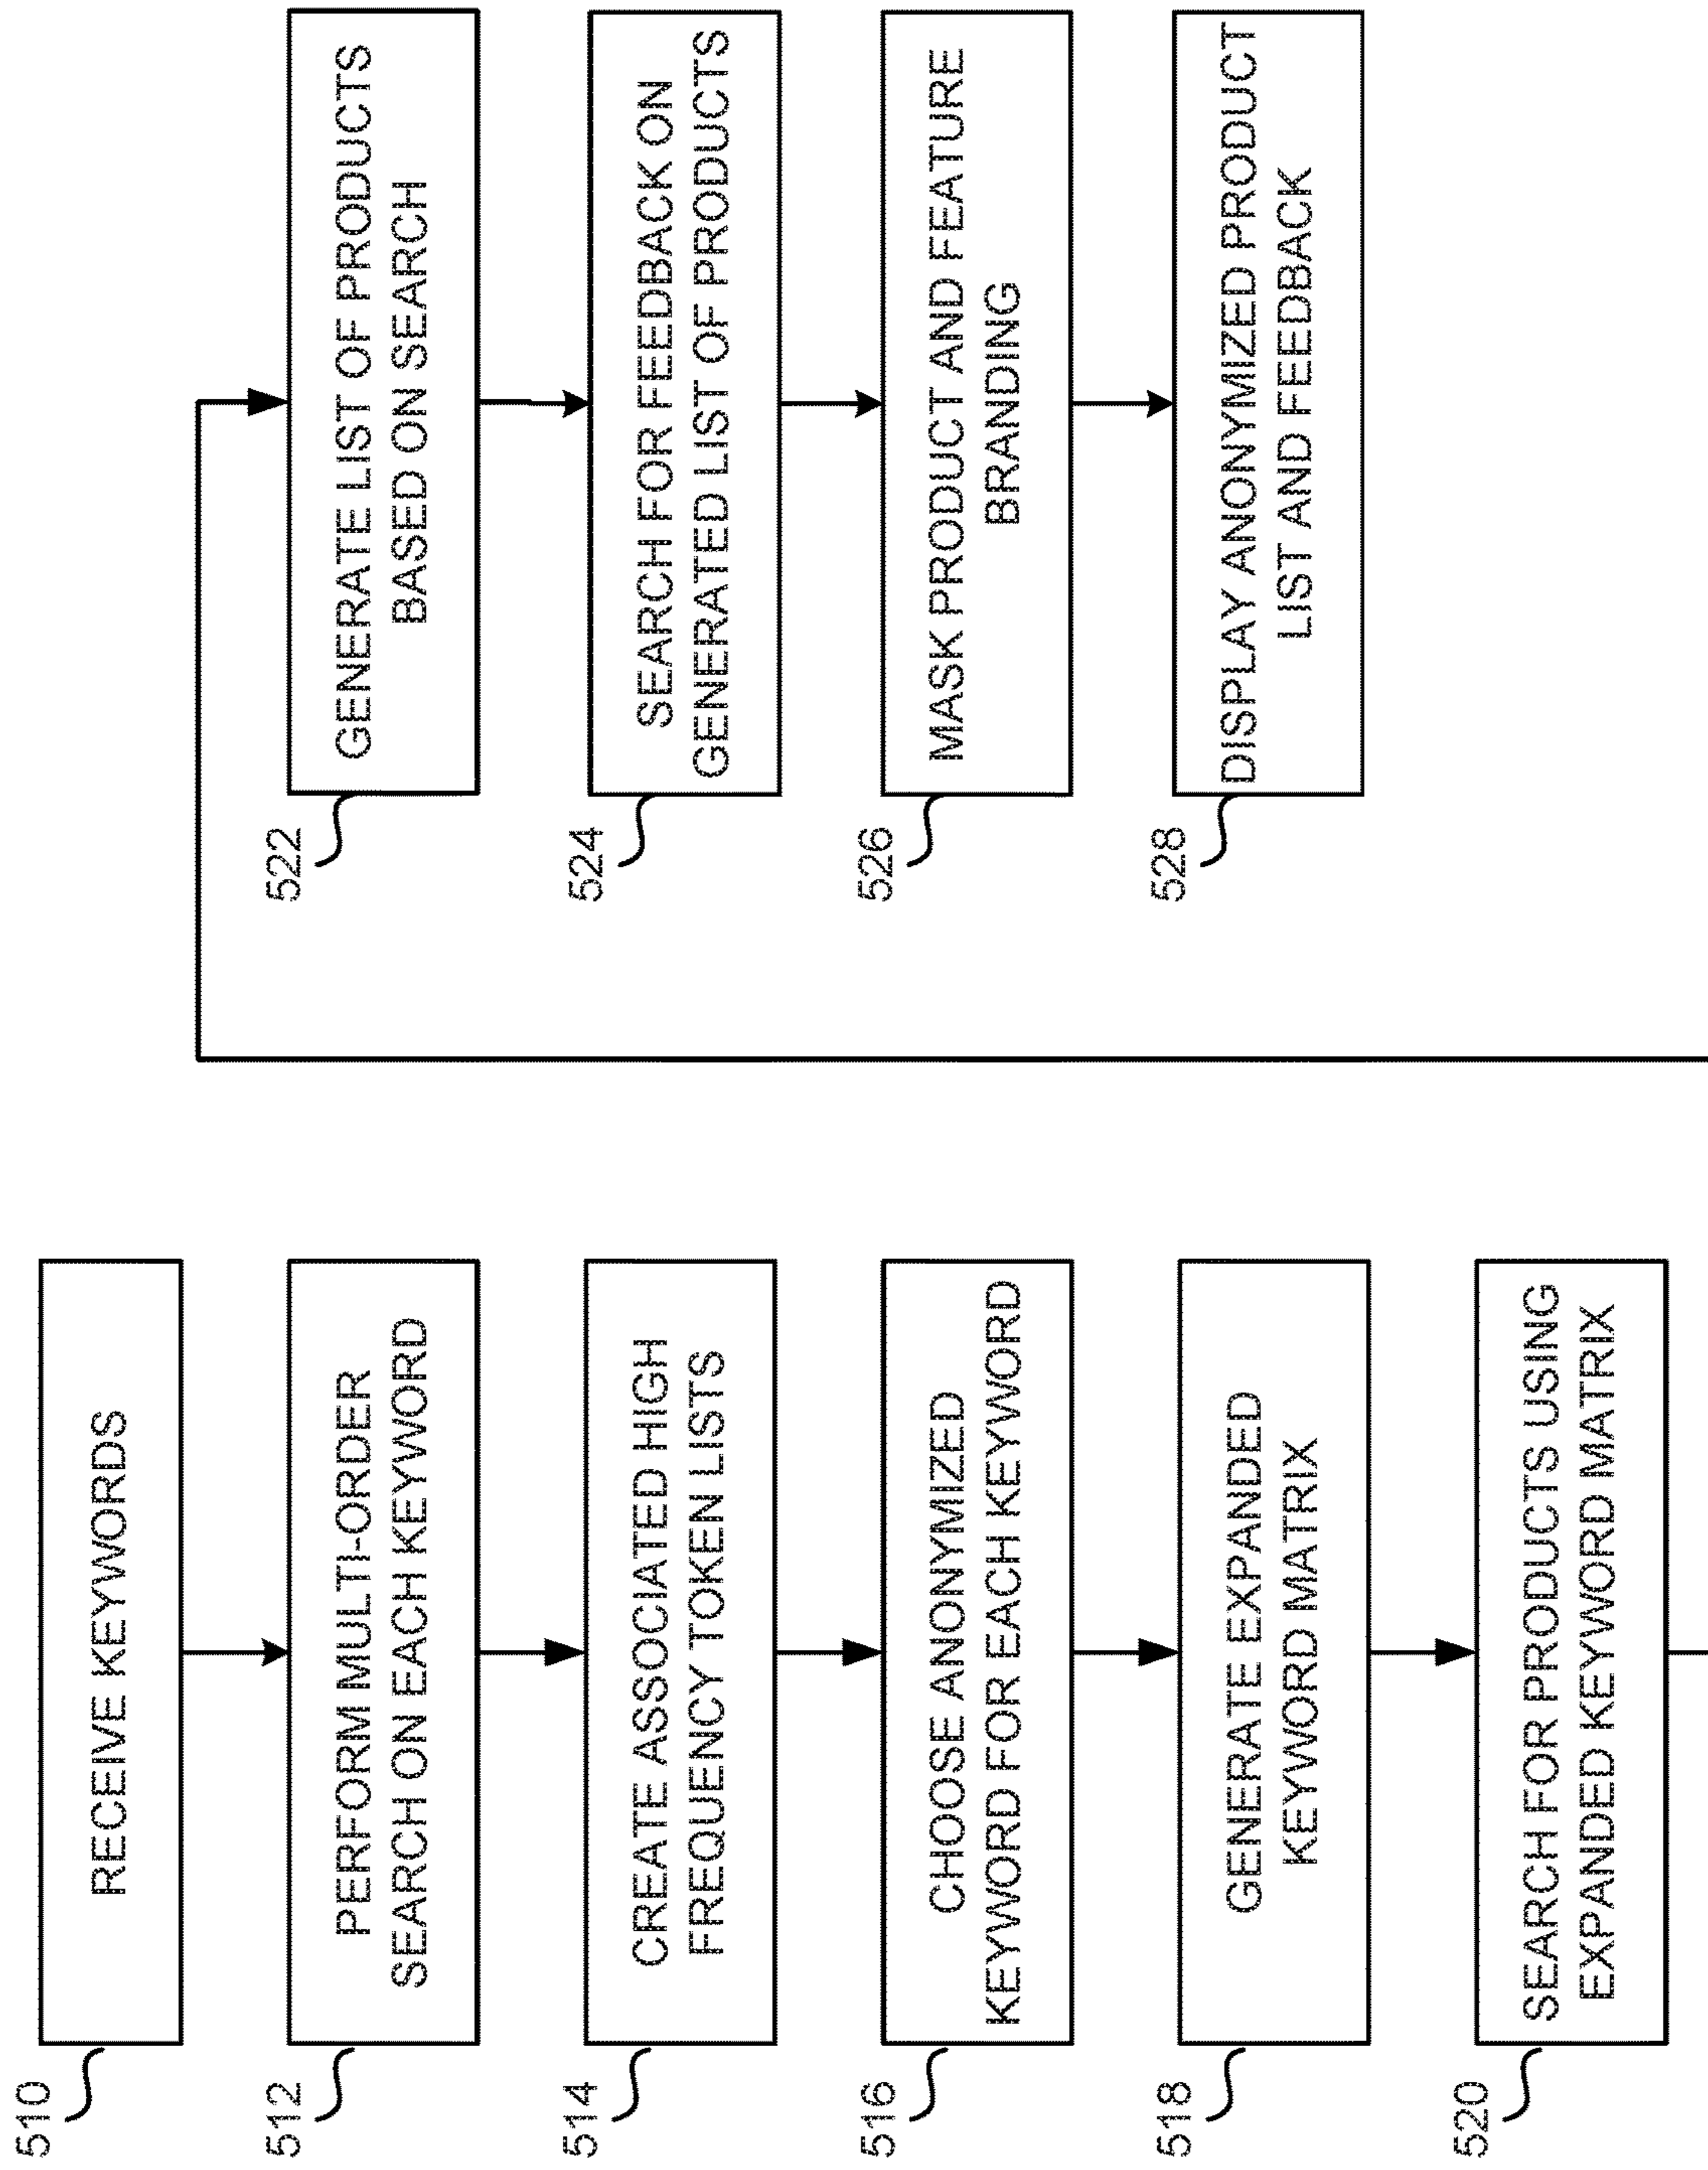 510
RECEIVE KEYWORDS
512
PERFORM MULTI-ORDER
SEARCH ON EACH KEYWORD
514
CREATE ASSOCIATED HIGH
FREQUENCY TOKEN LISTS
516
CHOOSE ANONYMIZED
KEYWORD FOR EACH KEYWORD
518
GENERATE EXPANDED
KEYWORD MATRIX
520
SEARCH FOR PRODUCTS USING
EXPANDED KEYWORD MATRIX
522
GENERATE LIST OF PRODUCTS
BASED ON SEARCH
524
SEARCH FOR FEEDBACK ON
GENERATED LIST OF PRODUCTS
526
MASK PRODUCT AND FEATURE
BRANDING
528
DISPLAY ANONYMIZED PRODUCT
LIST AND FEEDBACK